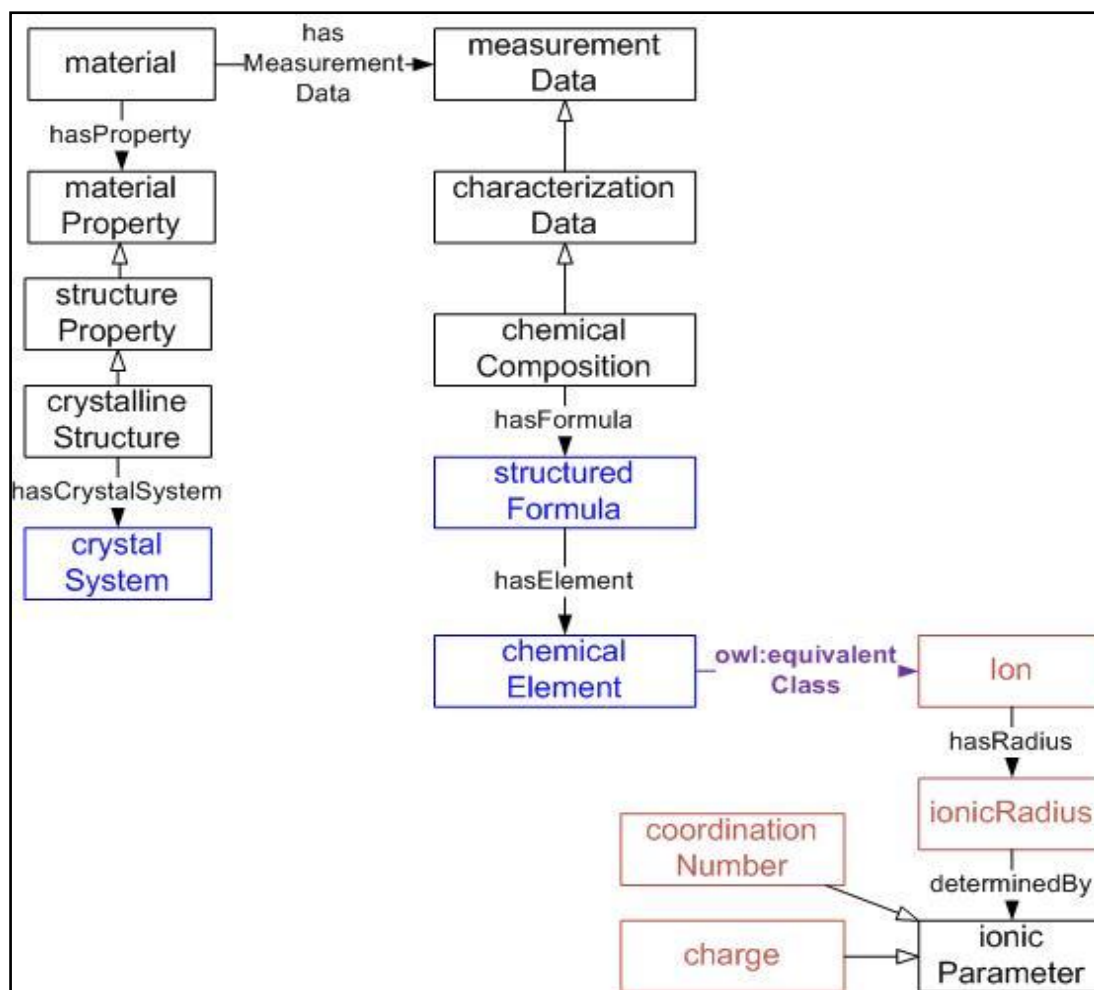 material
has
Measurement
Data
measurement
Data
hasProperty
material
Property
characterization
Data
structure
Property
chemical
Composition
crystalline
Structure
hasFormula
hasCrystalSystem
structured
Formula
crystal
System
hasElement
chemical
Element
owl:equivalent
Class
Ion
hasRadius
ionicRadius
coordination
Number
determinedBy
charge
ionic
Parameter